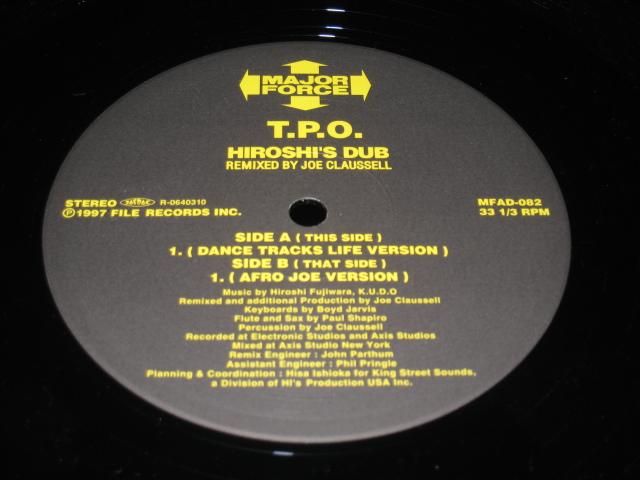 MAJOR
FORCE
T.P.O.
HIROSHI'S DUB
REMIXED BY JOE CLAUSSELL
STEREO R-0640310
MFAD-082
℗1997 FILE RECORDS INC.
33 1/3 RPM
SIDE A ( THIS SIDE )
1. ( DANCE TRACKS LIFE VERSION )
SIDE B ( THAT SIDE )
1. ( AFRO JOE VERSION )
Music by Hiroshi Fujiwara, K.U.D.O
Remixed and additional Production by Joe Claussell
Keyboards by Boyd Jarvis
Flute and Sax by Paul Shapiro
Percussion by Joe Claussell
Recorded at Electronic Studios and Axis Studios
Mixed at Axis Studio New York
Remix Engineer : John Parthum
Assistant Engineer : Phil Pringle
Planning & Coordination : Hisa Ishioka for King Street Sounds,
a Division of HI's Production USA Inc.